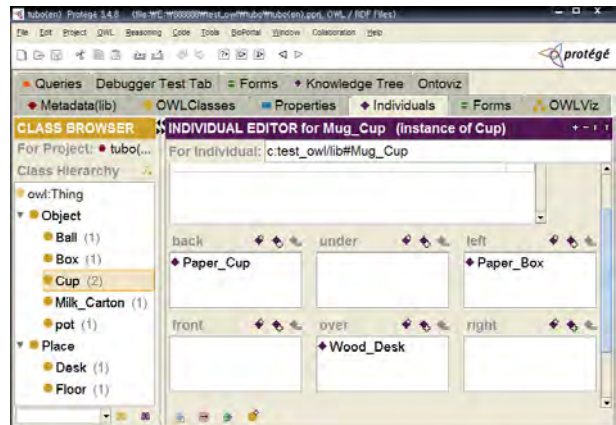 tubo(en) Protégé 3.4.8
File Edit Project OWL Reasoning Code Tools BioPortal Window Collaboration Help
protégé
Queries Debugger Test Tab Forms Knowledge Tree Ontoviz
Metadata(lib) OWLClasses Properties Individuals Forms OWLViz
CLASS BROWSER
INDIVIDUAL EDITOR for Mug_Cup (instance of Cup)
For Project: tubo(...
For Individual: c:test_owl/lib#Mug_Cup
Class Hierarchy
owl:Thing
Object
Ball (1)
Box (1)
Cup (2)
Milk_Carton (1)
pot (1)
Place
Desk (1)
Floor (1)
back under left
Paper_Cup Paper_Box
front over right
Wood_Desk